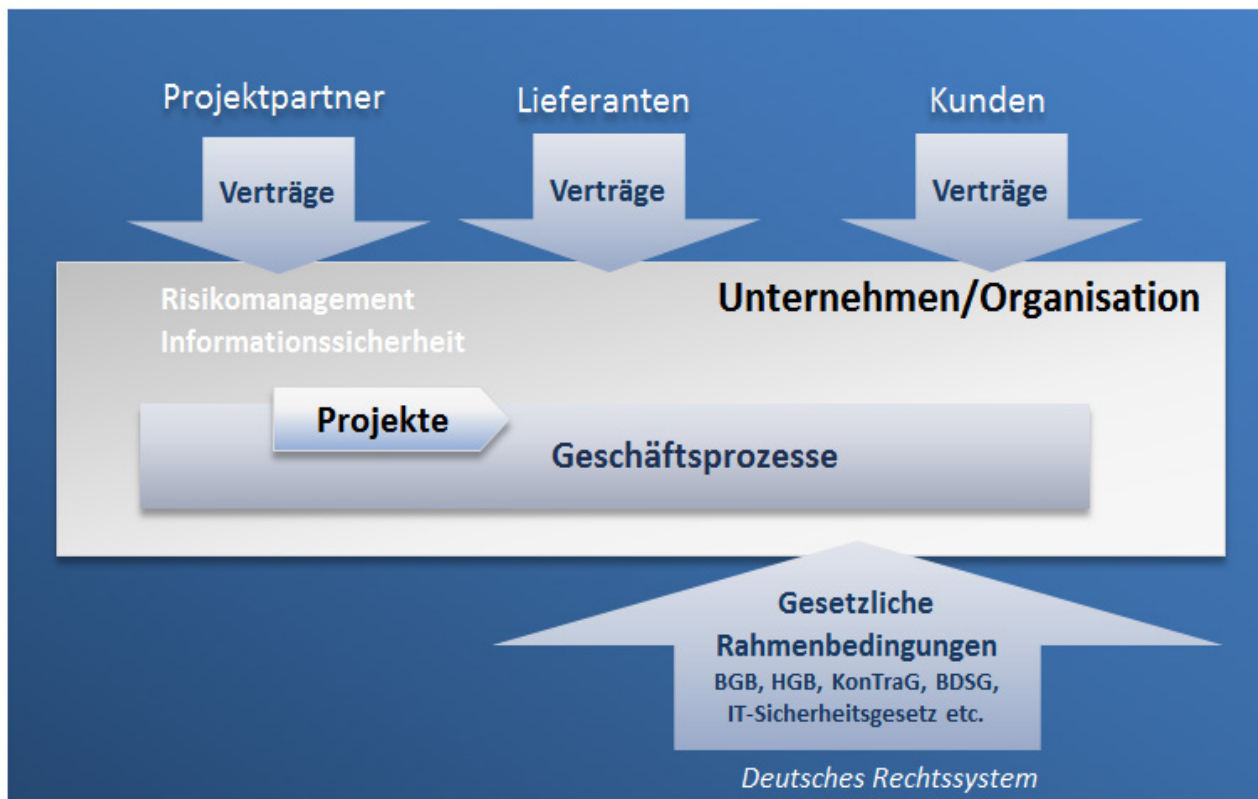 Projektpartner
Lieferanten
Kunden
Verträge
Verträge
Verträge
Risikomanagement
Informationssicherheit
Unternehmen/Organisation
Projekte
Geschäftsprozesse
Gesetzliche
Rahmenbedingungen
BGB, HGB, KonTraG, BDSG,
IT-Sicherheitsgesetz etc.
Deutsches Rechtssystem